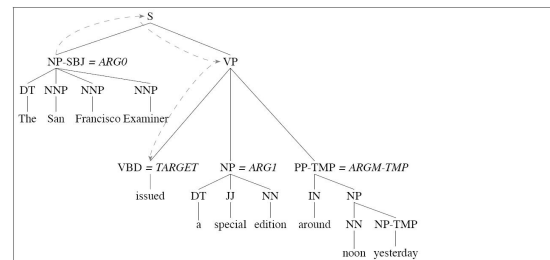 S
NP-SBJ = ARG0 VP
DT NNP NNP NNP
The San Francisco Examiner
VBD = TARGET NP = ARG1 PP-TMP = ARGM-TMP
issued DT JJ NN IN NP
a special edition around NN NP-TMP
noon yesterday